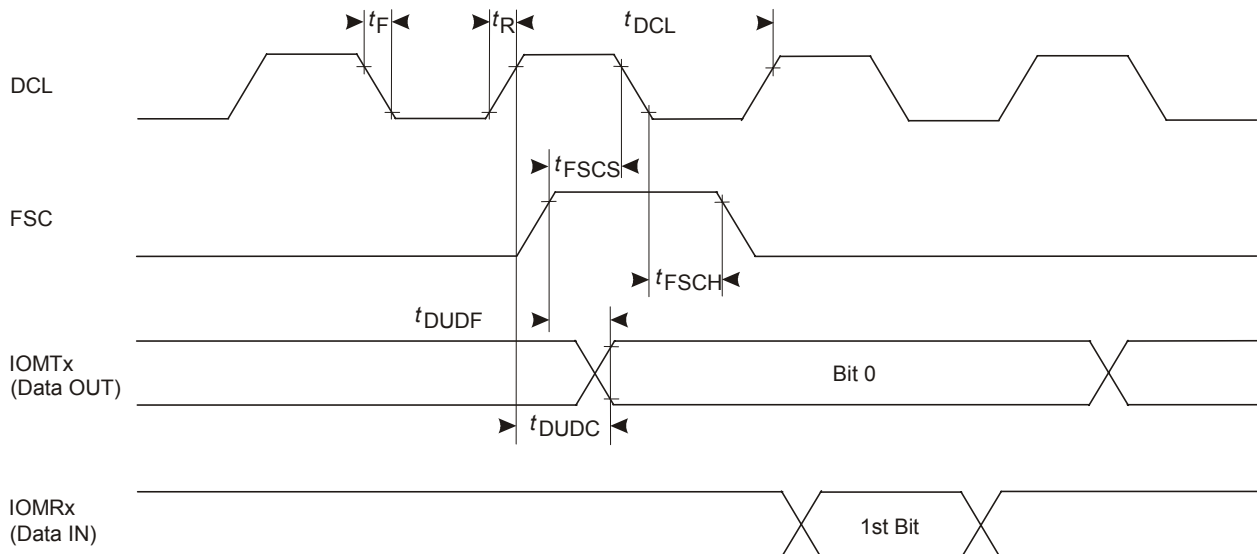 tF
tR
tDCL
DCL
tFSCS
FSC
tFSCH
tDUDF
IOMTx
(Data OUT)
Bit 0
tDUDC
IOMRx
(Data IN)
1st Bit